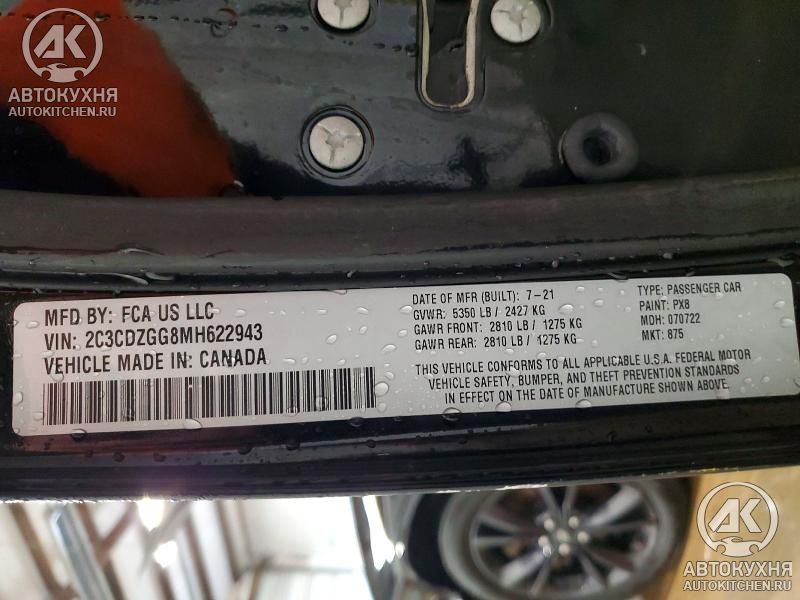 АК
АВТОКУХНЯ
AUTOKITCHEN.RU
MFD BY: FCA US LLC
VIN: 2C3CDZGG8MH622943
VEHICLE MADE IN: CANADA
DATE OF MFR (BUILT): 7-21
GVWR: 5350 LB / 2427 KG
GAWR FRONT: 2810 LB / 1275 KG
GAWR REAR: 2810 LB / 1275 KG
TYPE: PASSENGER CAR
PAINT: PX8
MDH: 070722
MKT: 875
THIS VEHICLE CONFORMS TO ALL APPLICABLE U.S.A. FEDERAL MOTOR
VEHICLE SAFETY, BUMPER, AND THEFT PREVENTION STANDARDS
IN EFFECT ON THE DATE OF MANUFACTURE SHOWN ABOVE.
АК
АВТОКУХНЯ
AUTOKITCHEN.RU